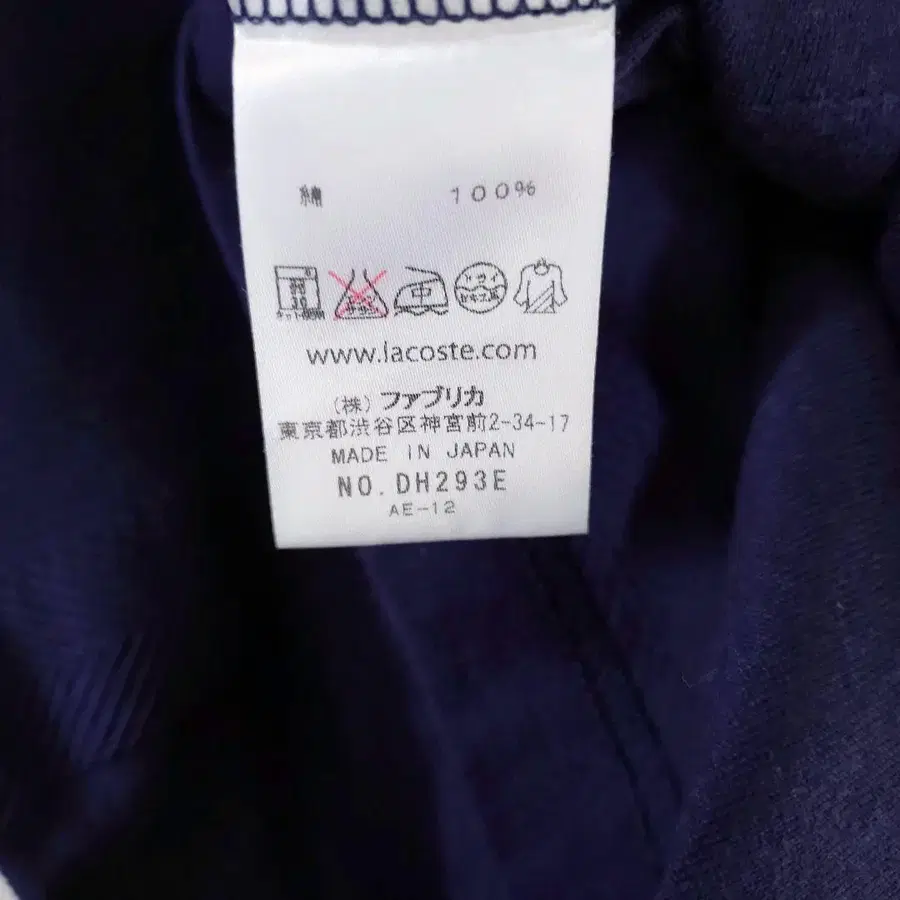 綿 100%
中
www.lacoste.com
(株)ファブリカ
東京都渋谷区神宮前2-34-17
MADE IN JAPAN
NO. DH293E
AE-12